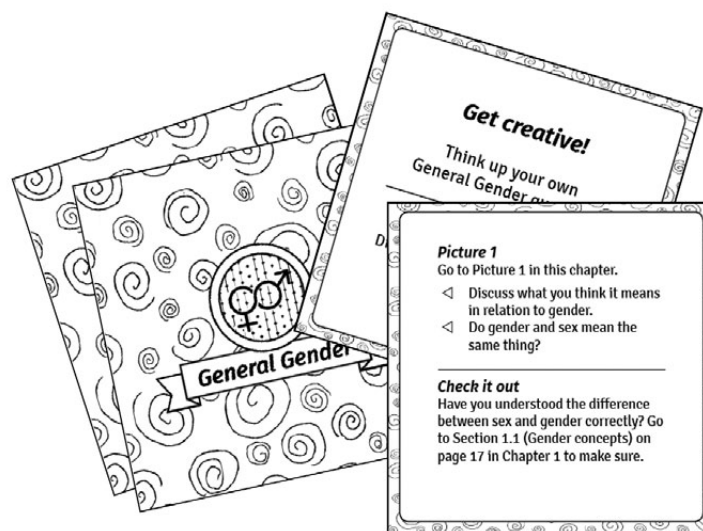 Get creative!
Think up your own
General Gender
General Gender
Picture 1
Go to Picture 1 in this chapter.
Discuss what you think it means
in relation to gender.
Do gender and sex mean the
same thing?
Check it out
Have you understood the difference
between sex and gender correctly? Go
to Section 1.1 (Gender concepts) on
page 17 in Chapter 1 to make sure.